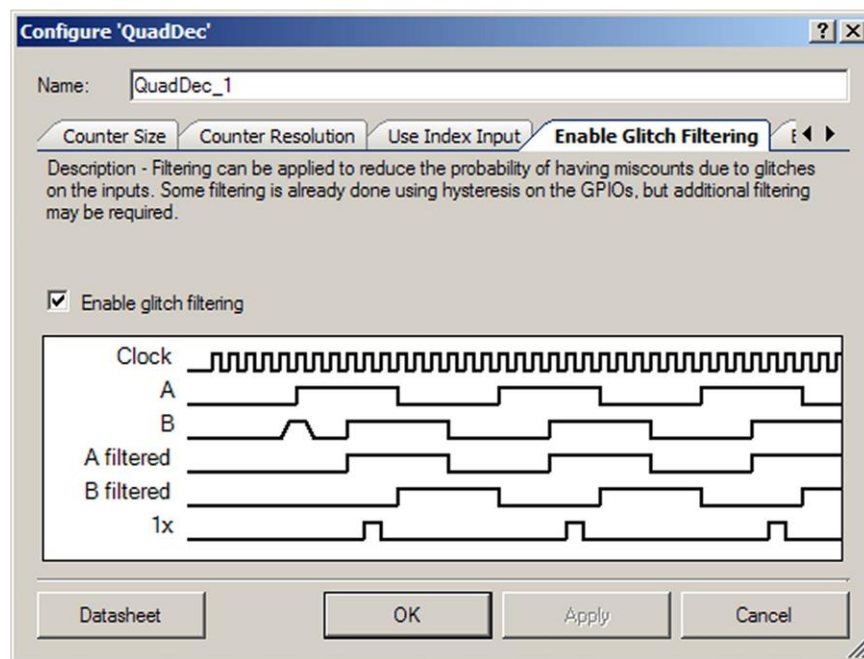 Configure 'QuadDec'
Name: QuadDec_1
Counter Size Counter Resolution Use Index Input Enable Glitch Filtering
Description - Filtering can be applied to reduce the probability of having miscounts due to glitches
on the inputs. Some filtering is already done using hysteresis on the GPIOs, but additional filtering
may be required.
Enable glitch filtering
Clock
A
B
A filtered
B filtered
1x
Datasheet OK Apply Cancel